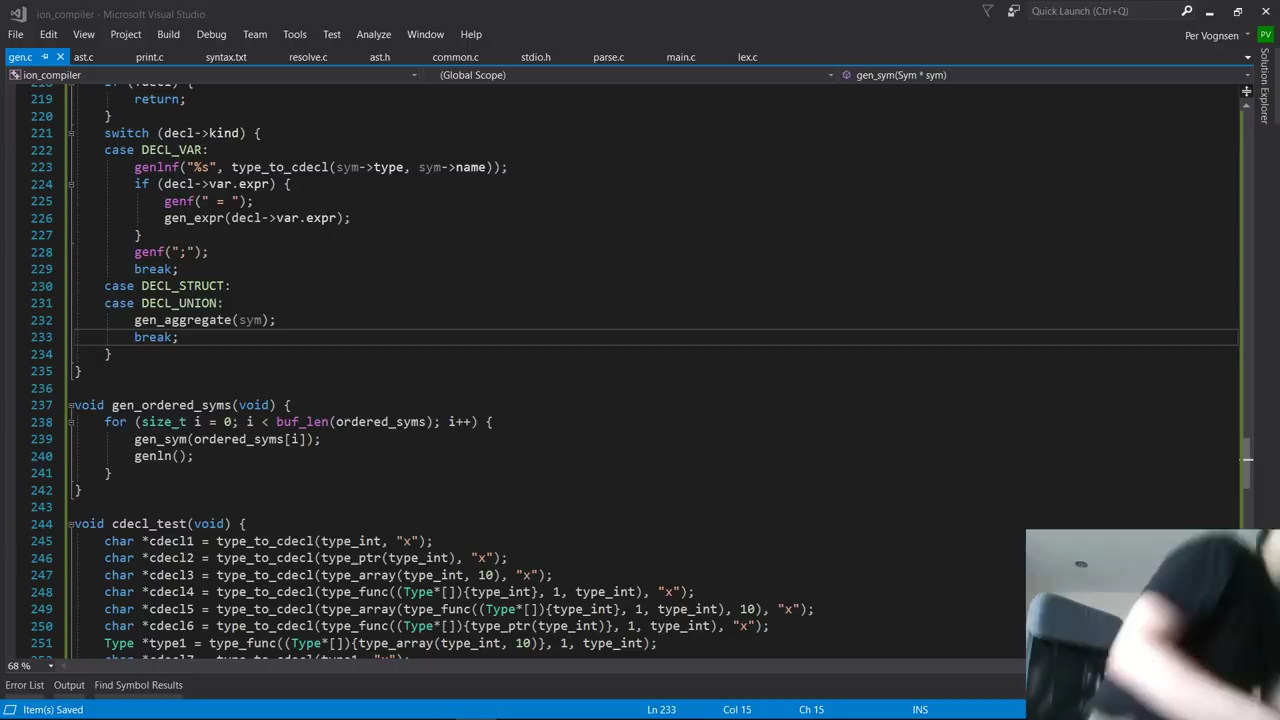 ion_compiler - Microsoft Visual Studio
Quick Launch (Ctrl+Q)
File Edit View Project Build Debug Team Tools Test Analyze Window Help
Per Vognsen PV
gen.c ast.c print.c syntax.txt resolve.c ast.h common.c stdio.h parse.c main.c lex.c
ion_compiler (Global Scope) gen_sym(Sym * sym)
Solution Explorer
219 return;
220 }
221 switch (decl->kind) {
222 case DECL_VAR:
223 genlnf("%s", type_to_cdecl(sym->type, sym->name));
224 if (decl->var.expr) {
225 genf(" = ");
226 gen_expr(decl->var.expr);
227 }
228 genf(";");
229 break;
230 case DECL_STRUCT:
231 case DECL_UNION:
232 gen_aggregate(sym);
233 break;
234 }
235 }
236
237 void gen_ordered_syms(void) {
238 for (size_t i = 0; i < buf_len(ordered_syms); i++) {
239 gen_sym(ordered_syms[i]);
240 genln();
241 }
242 }
243
244 void cdecl_test(void) {
245 char *cdecl1 = type_to_cdecl(type_int, "x");
246 char *cdecl2 = type_to_cdecl(type_ptr(type_int), "x");
247 char *cdecl3 = type_to_cdecl(type_array(type_int, 10), "x");
248 char *cdecl4 = type_to_cdecl(type_func((Type*[]){type_int}, 1, type_int), "x");
249 char *cdecl5 = type_to_cdecl(type_array(type_func((Type*[]){type_int}, 1, type_int), 10), "x");
250 char *cdecl6 = type_to_cdecl(type_func((Type*[]){type_ptr(type_int)}, 1, type_int), "x");
251 Type *type1 = type_func((Type*[]){type_array(type_int, 10)}, 1, type_int);
68 %
Error List Output Find Symbol Results
Item(s) Saved Ln 233 Col 15 Ch 15 INS